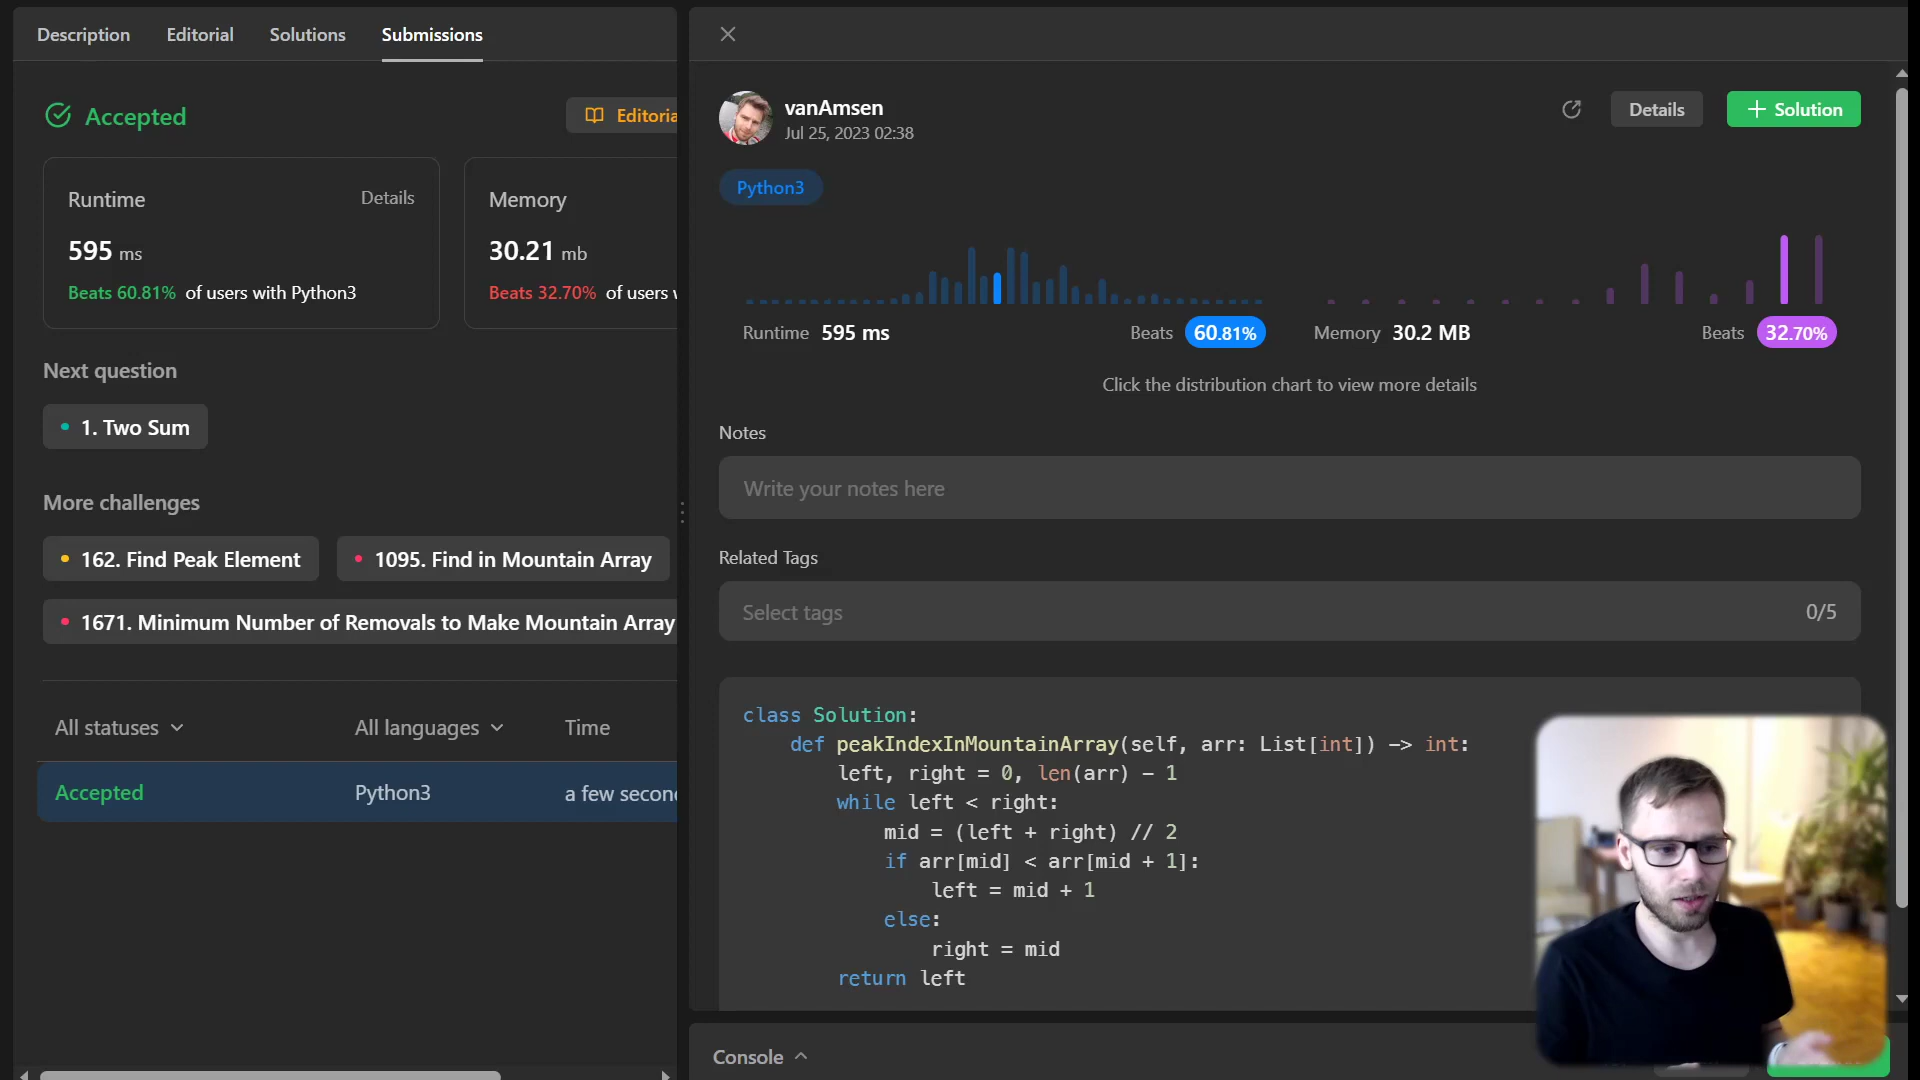 Description Editorial Solutions Submissions
Accepted
Editoria
Runtime Details
595 ms
Beats 60.81% of users with Python3
Memory
30.21 mb
Beats 32.70% of users
Next question
1. Two Sum
More challenges
162. Find Peak Element
1095. Find in Mountain Array
1671. Minimum Number of Removals to Make Mountain Array
All statuses All languages Time
Accepted Python3 a few secon
vanAmsen
Jul 25, 2023 02:38
Details
Solution
Python3
Runtime 595 ms Beats 60.81%
Memory 30.2 MB Beats 32.70%
Click the distribution chart to view more details
Notes
Write your notes here
Related Tags
Select tags 0/5
class Solution:
def peakIndexInMountainArray(self, arr: List[int]) -> int:
left, right = 0, len(arr) - 1
while left < right:
mid = (left + right) // 2
if arr[mid] < arr[mid + 1]:
left = mid + 1
else:
right = mid
return left
Console